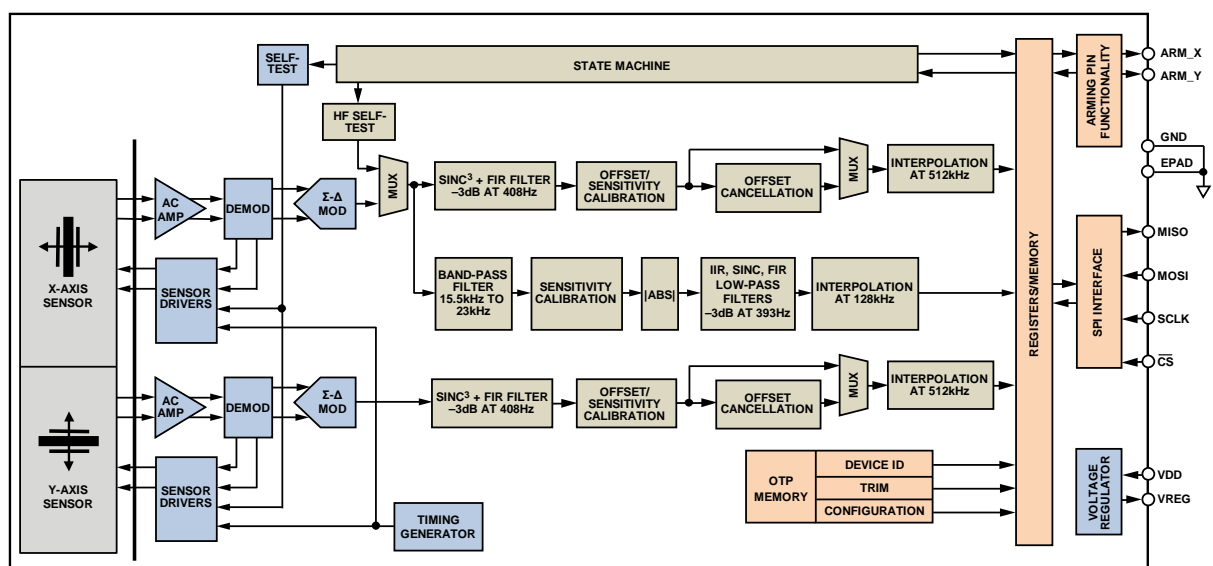 SELF-
TEST
STATE MACHINE
HF SELF-
TEST
ARMING PIN
FUNCTIONALITY
ARM_X
ARM_Y
GND
EPAD
X-AXIS
SENSOR
AC
AMP
DEMOD
Σ-Δ
MOD
MUX
SINC³ + FIR FILTER
–3dB AT 408Hz
OFFSET/
SENSITIVITY
CALIBRATION
OFFSET
CANCELLATION
MUX
INTERPOLATION
AT 512kHz
SENSOR
DRIVERS
BAND-PASS
FILTER
15.5kHz TO
23kHz
SENSITIVITY
CALIBRATION
|ABS|
IIR, SINC, FIR
LOW-PASS
FILTERS
–3dB AT 393Hz
INTERPOLATION
AT 128kHz
REGISTERS/MEMORY
SPI INTERFACE
MISO
MOSI
SCLK
C̅S̅
Y-AXIS
SENSOR
AC
AMP
DEMOD
Σ-Δ
MOD
SINC³ + FIR FILTER
–3dB AT 408Hz
OFFSET/
SENSITIVITY
CALIBRATION
OFFSET
CANCELLATION
MUX
INTERPOLATION
AT 512kHz
SENSOR
DRIVERS
TIMING
GENERATOR
OTP
MEMORY
DEVICE ID
TRIM
CONFIGURATION
VOLTAGE
REGULATOR
VDD
VREG